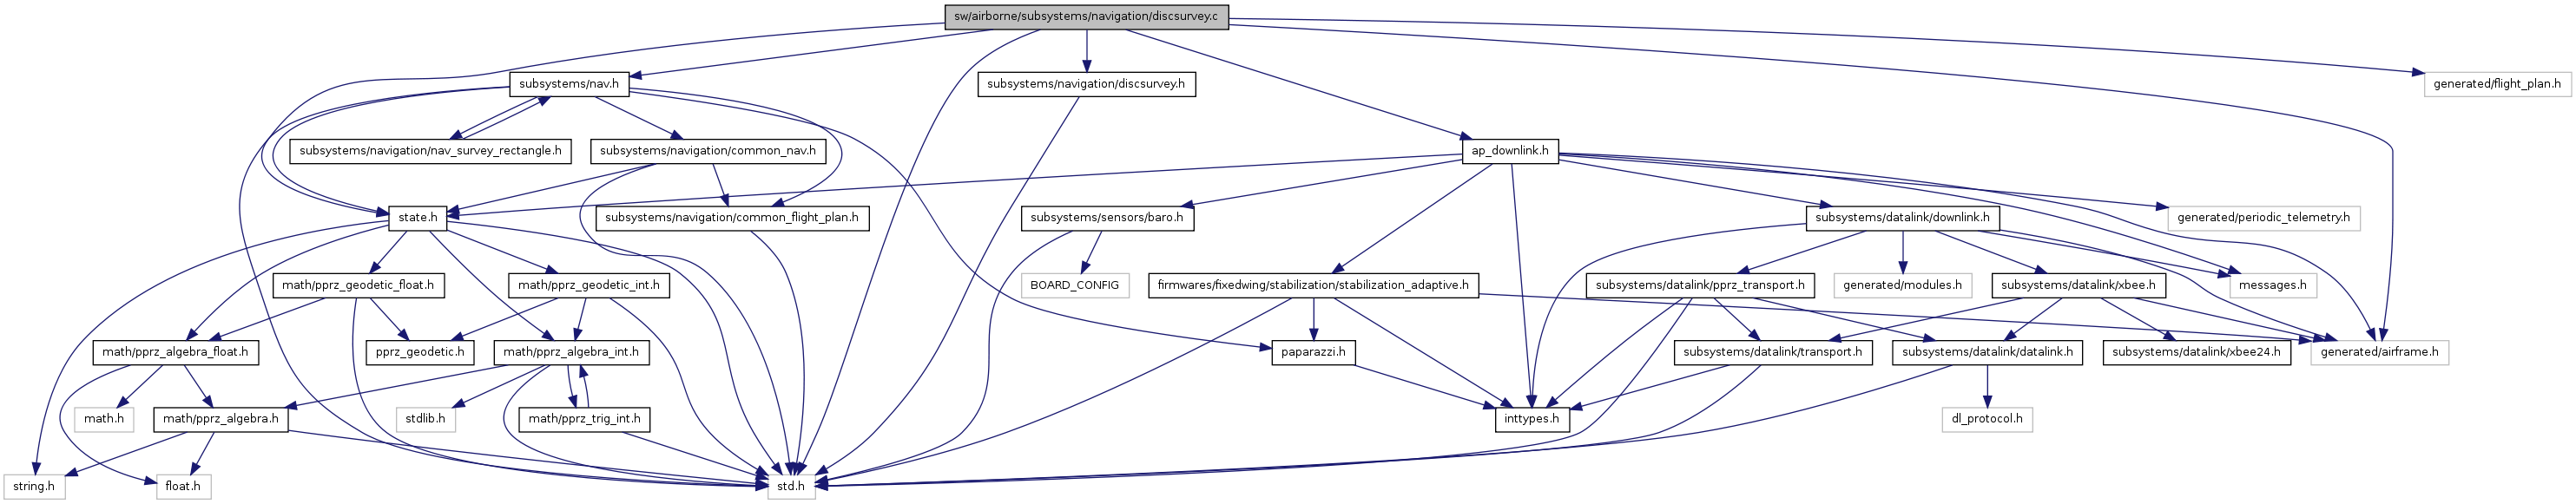 sw/airborne/subsystems/navigation/discsurvey.c
subsystems/nav.h
subsystems/navigation/discsurvey.h
generated/flight_plan.h
subsystems/navigation/nav_survey_rectangle.h
subsystems/navigation/common_nav.h
ap_downlink.h
state.h
subsystems/navigation/common_flight_plan.h
subsystems/sensors/baro.h
subsystems/datalink/downlink.h
generated/periodic_telemetry.h
math/pprz_geodetic_float.h
math/pprz_geodetic_int.h
BOARD_CONFIG
firmwares/fixedwing/stabilization/stabilization_adaptive.h
subsystems/datalink/pprz_transport.h
generated/modules.h
subsystems/datalink/xbee.h
messages.h
math/pprz_algebra_float.h
pprz_geodetic.h
math/pprz_algebra_int.h
paparazzi.h
subsystems/datalink/transport.h
subsystems/datalink/datalink.h
subsystems/datalink/xbee24.h
generated/airframe.h
math.h
math/pprz_algebra.h
stdlib.h
math/pprz_trig_int.h
inttypes.h
dl_protocol.h
string.h
float.h
std.h